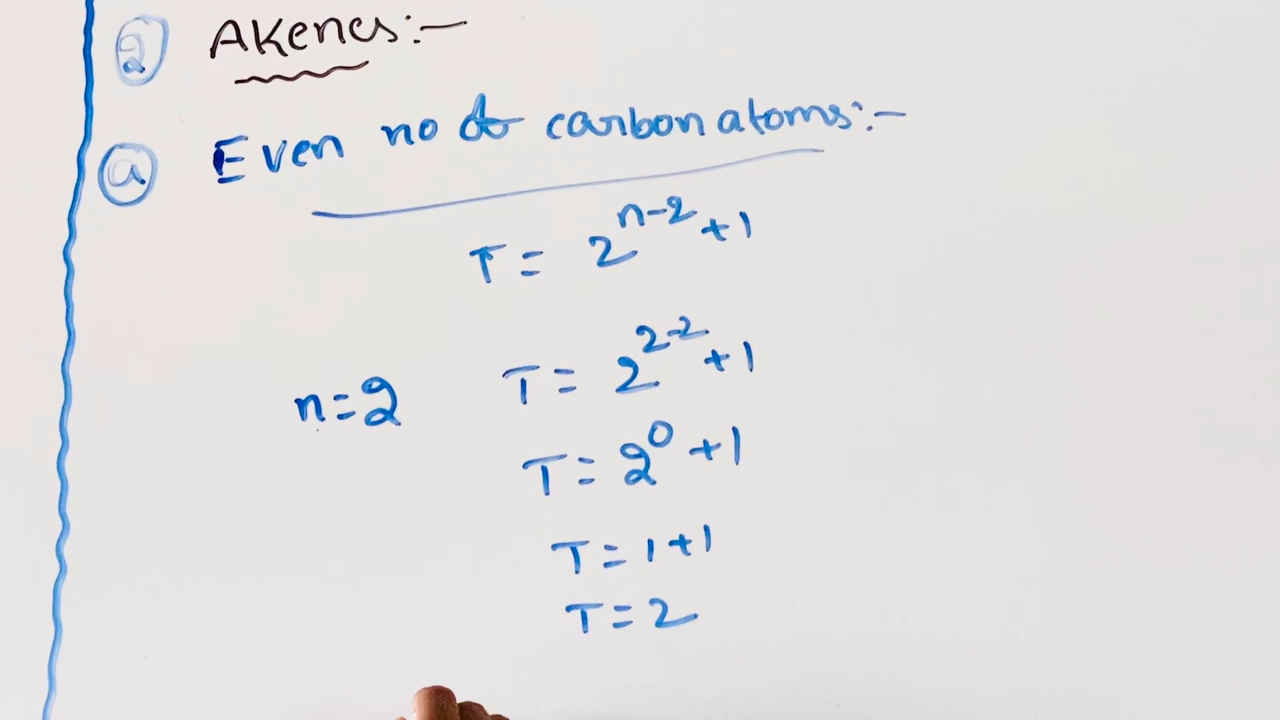 ② AKenes:-
ⓐ Even no of carbon atoms:-
T = 2^{n-2} +1
T = 2^{2-2} +1
n=2
T = 2^0 +1
T = 1+1
T = 2